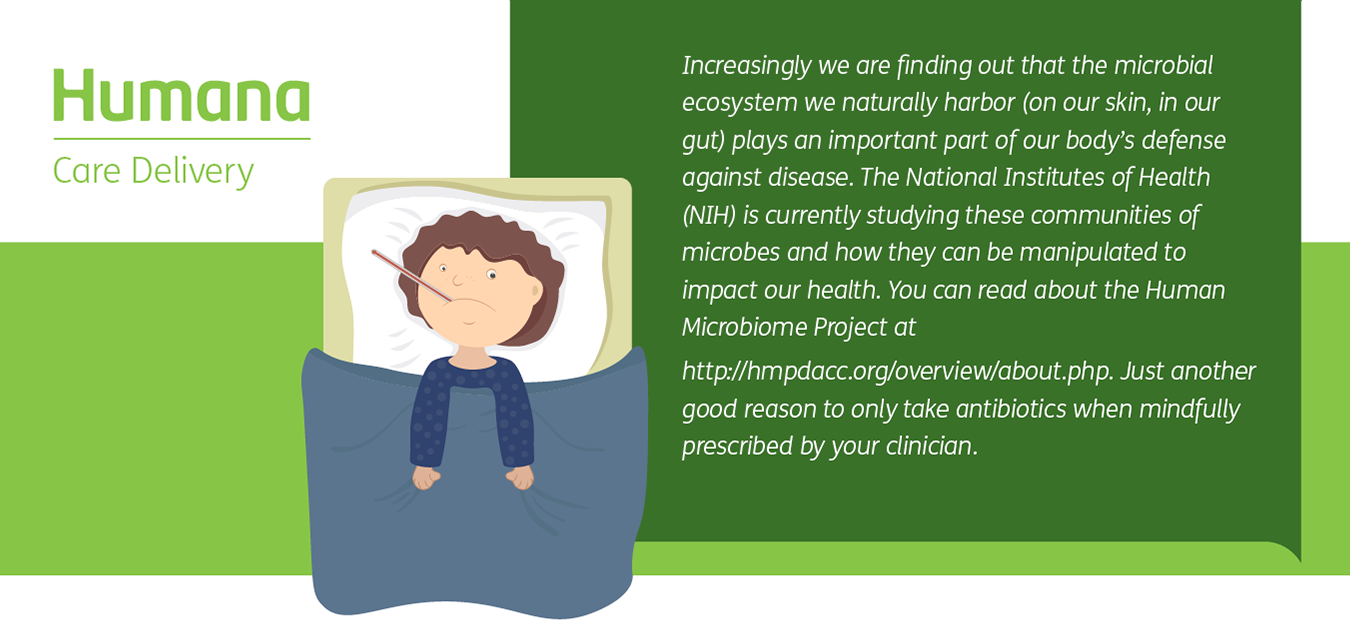 Humana
Care Delivery
Increasingly we are finding out that the microbial
ecosystem we naturally harbor (on our skin, in our
gut) plays an important part of our body’s defense
against disease. The National Institutes of Health
(NIH) is currently studying these communities of
microbes and how they can be manipulated to
impact our health. You can read about the Human
Microbiome Project at
http://hmpdacc.org/overview/about.php. Just another
good reason to only take antibiotics when mindfully
prescribed by your clinician.